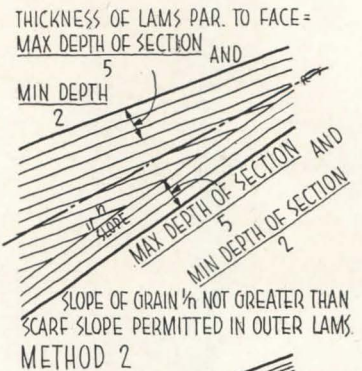 THICKNESS OF LAMS PAR. TO FACE =
MAX DEPTH OF SECTION AND
5
MIN DEPTH
2
n
1
SLOPE
MAX DEPTH OF SECTION AND
5
MIN DEPTH OF SECTION
2
SLOPE OF GRAIN 1/n NOT GREATER THAN
SCARF SLOPE PERMITTED IN OUTER LAMS.
METHOD 2